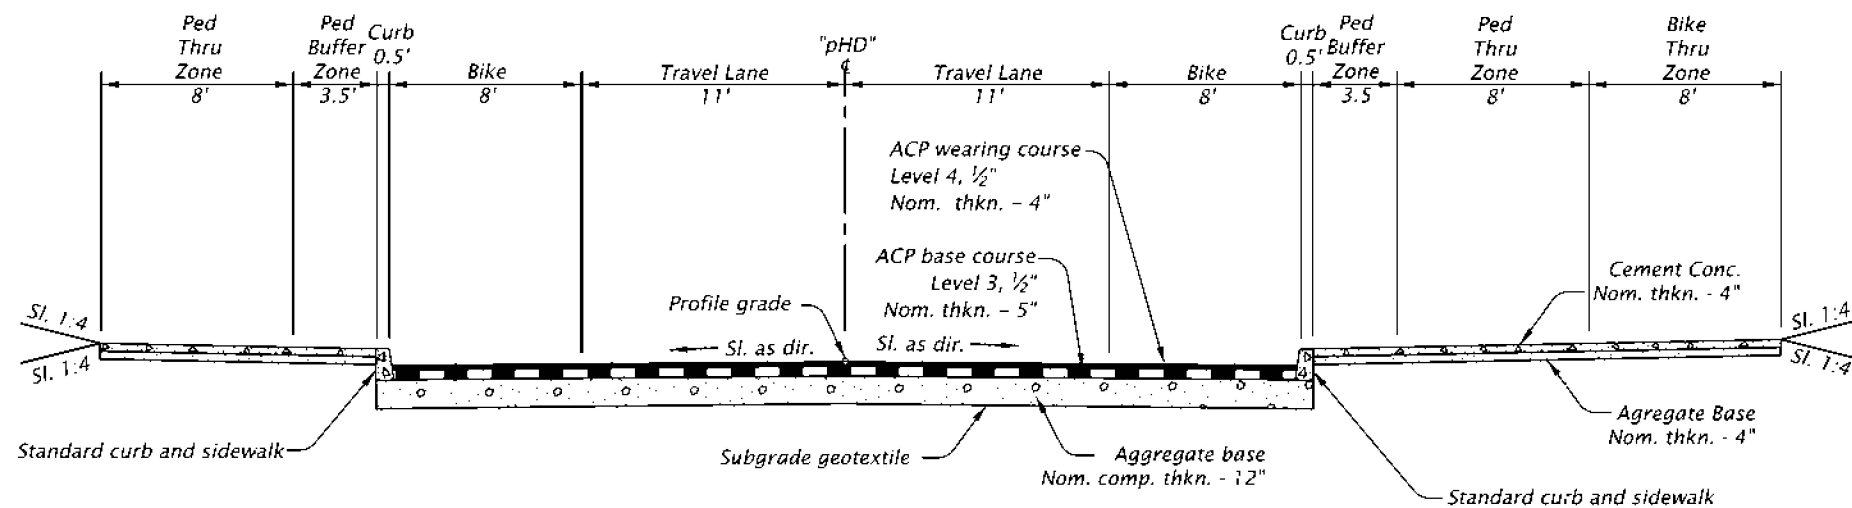 Ped
Thru
Zone
8'
Ped
Buffer
Zone
3.5'
Curb
0.5'
Bike
8'
Travel Lane
11'
"pHD"
℄
Travel Lane
11'
Bike
8'
Curb
0.5'
Ped
Buffer
Zone
3.5
Ped
Thru
Zone
8'
Bike
Thru
Zone
8'
ACP wearing course
Level 4, ½"
Nom. thkn. – 4"
ACP base course
Level 3, ½"
Nom. thkn. – 5"
Profile grade
Sl. as dir.
Sl. as dir.
Cement Conc.
Nom. thkn. - 4"
Sl. 1:4
Sl. 1:4
Sl. 1:4
Sl. 1:4
Standard curb and sidewalk
Subgrade geotextile
Aggregate base
Nom. comp. thkn. - 12"
Agregate Base
Nom. thkn. - 4"
Standard curb and sidewalk